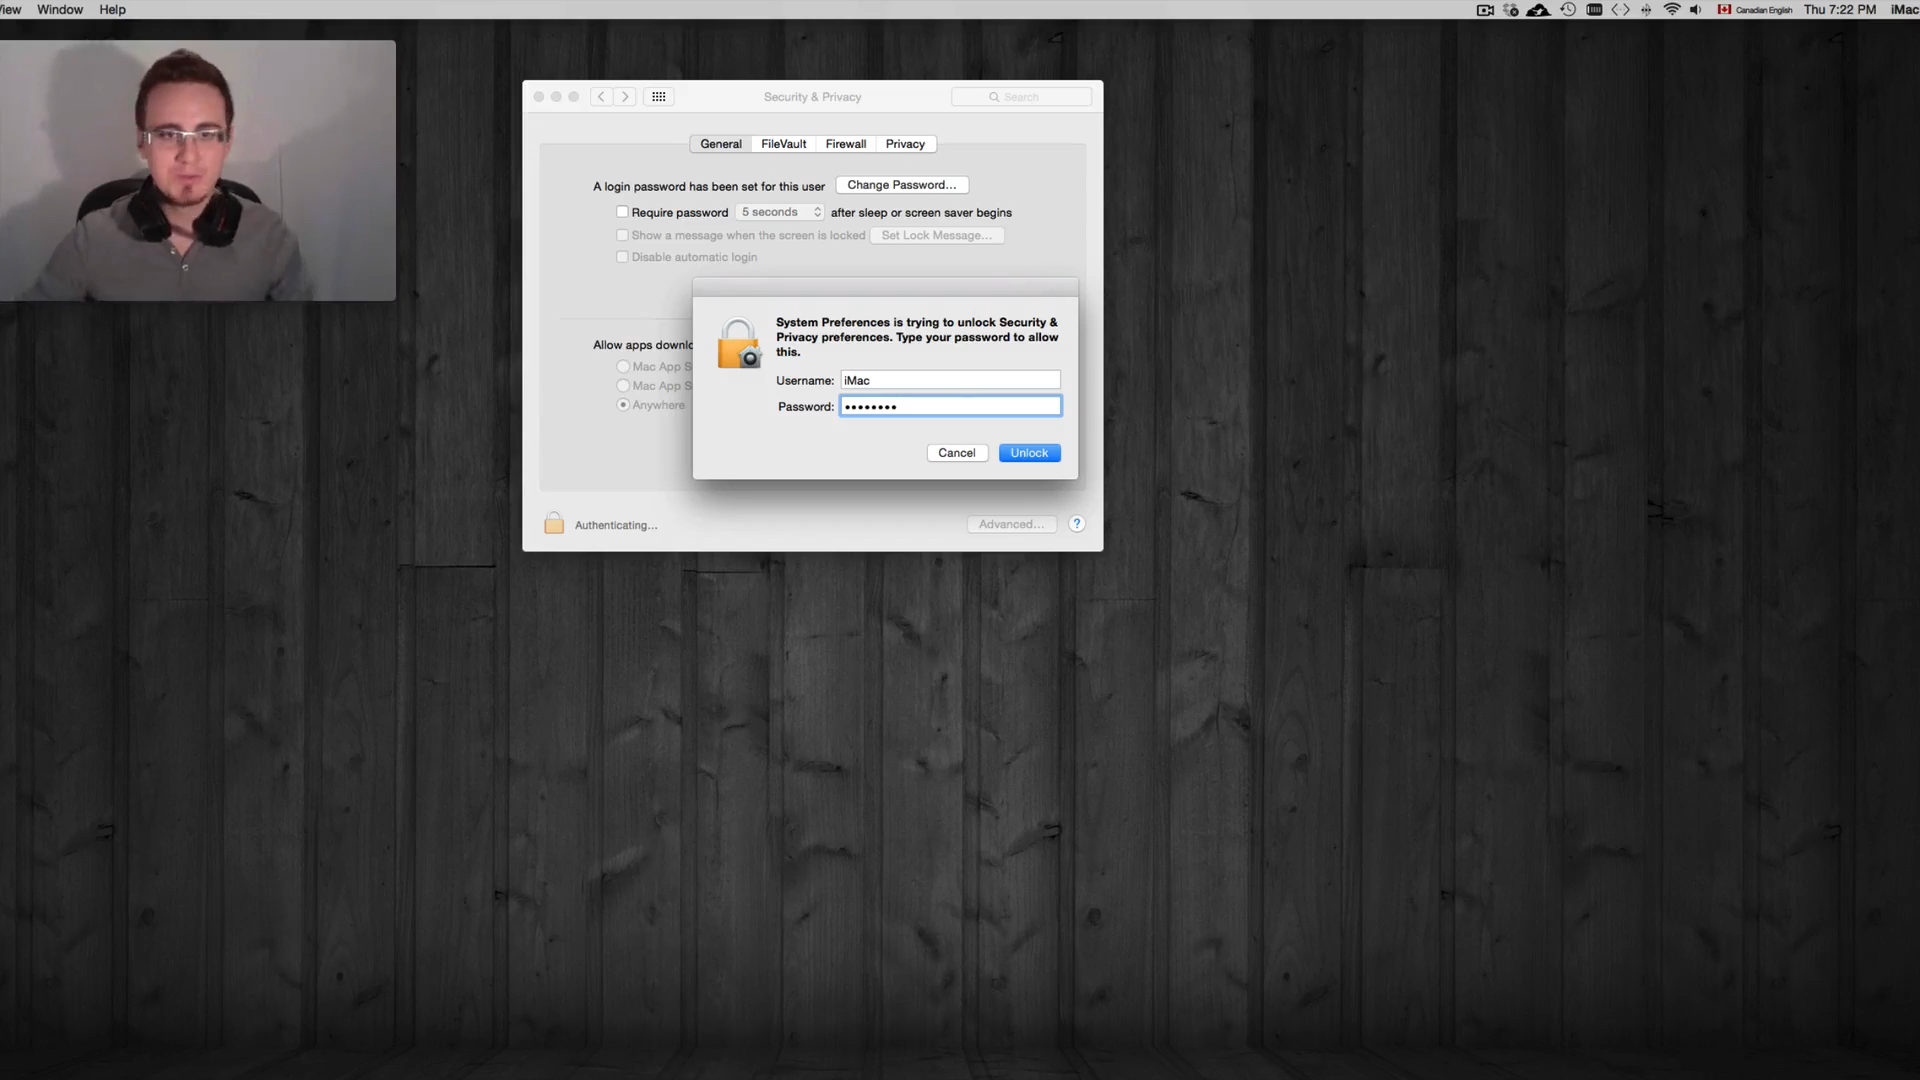 View Window Help
Canadian English Thu 7:22 PM iMac
Security & Privacy
Search
General FileVault Firewall Privacy
A login password has been set for this user Change Password...
Require password 5 seconds after sleep or screen saver begins
Show a message when the screen is locked Set Lock Message...
Disable automatic login
System Preferences is trying to unlock Security &
Privacy preferences. Type your password to allow
this.
Allow apps downlo
Mac App S
Mac App S
Anywhere
Username: iMac
Password: ••••••••
Cancel Unlock
Authenticating...
Advanced... ?